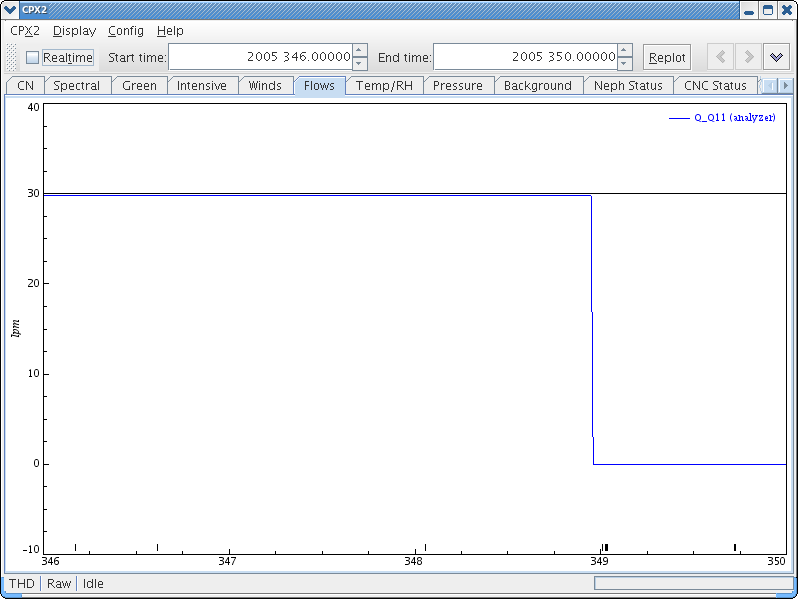 CPX2
CPX2 Display Config Help
Realtime Start time: 2005 346.00000 End time: 2005 350.00000 Replot
CN Spectral Green Intensive Winds Flows Temp/RH Pressure Background Neph Status CNC Status
40
Q_Q11 (analyzer)
30
20
lpm
10
0
-10
346 347 348 349 350
THD Raw Idle